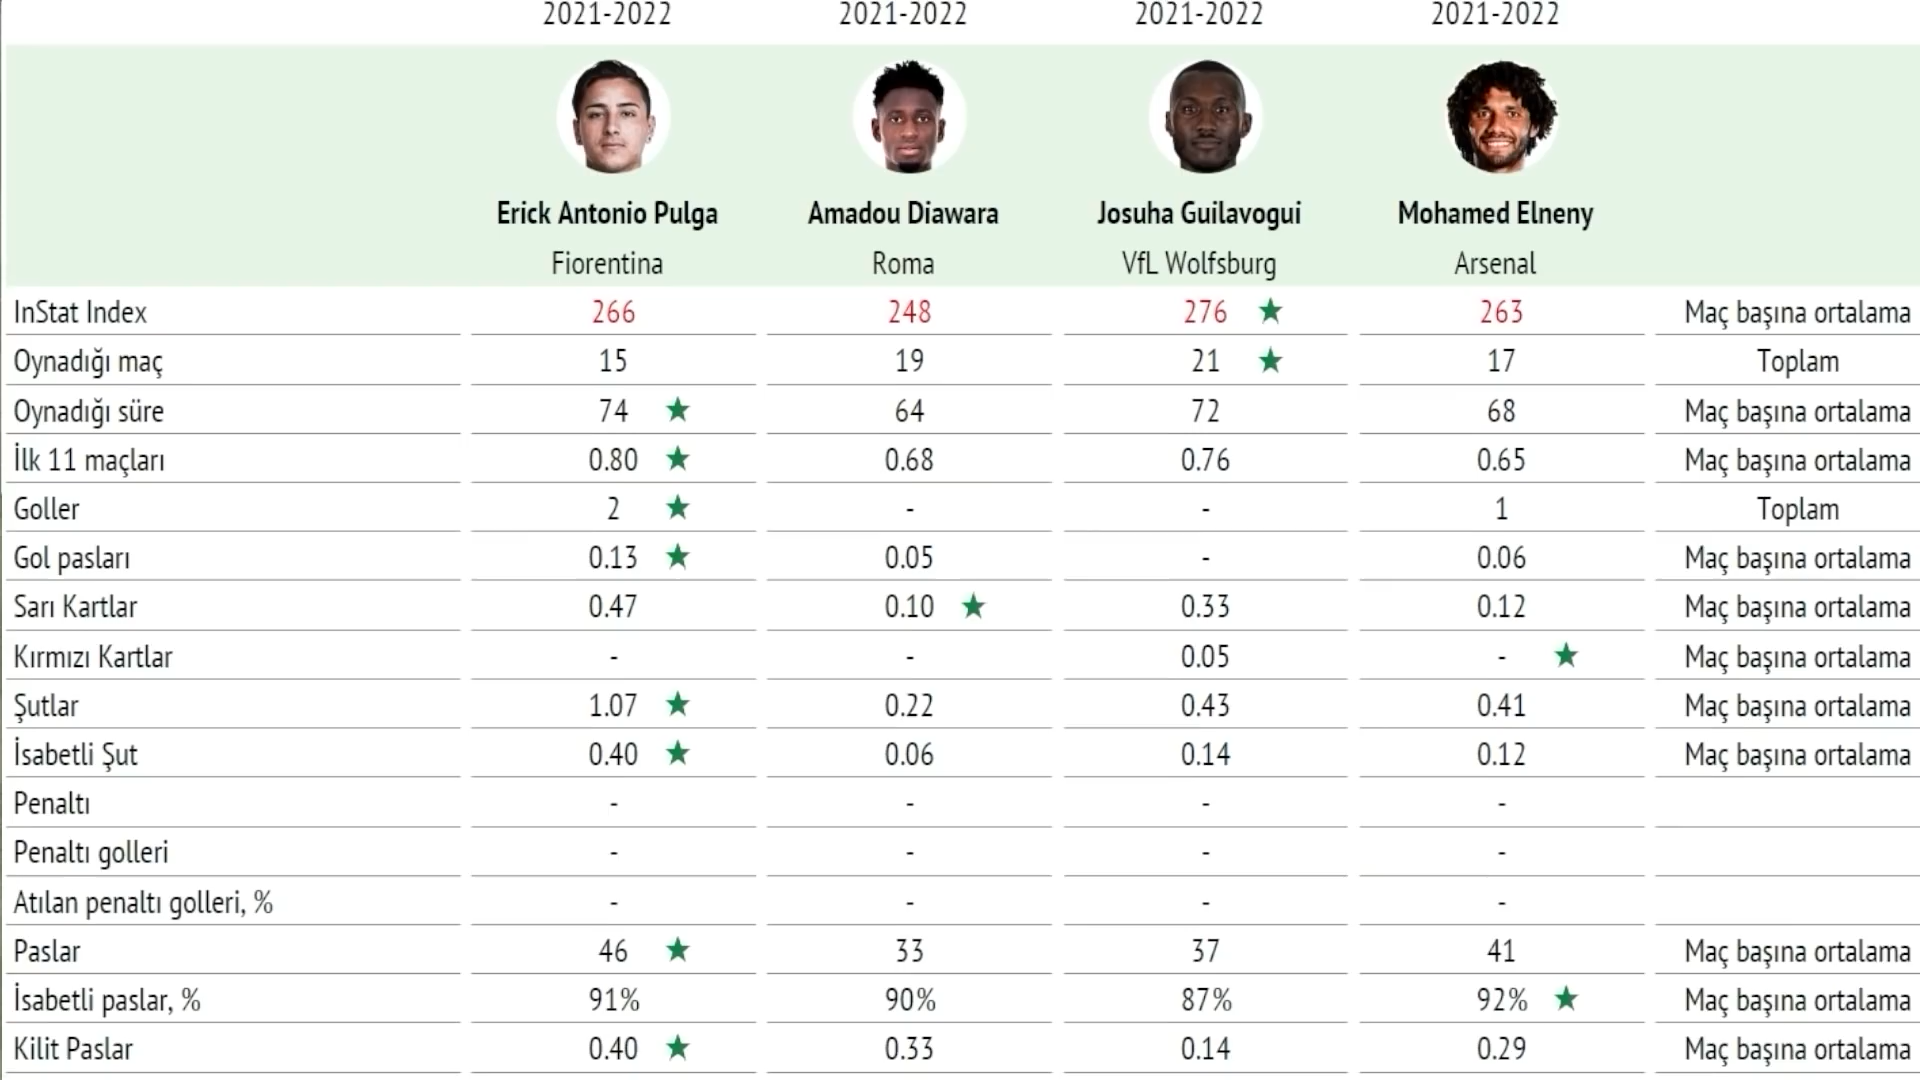 2021-2022 2021-2022 2021-2022 2021-2022
Erick Antonio Pulga Amadou Diawara Josuha Guilavogui Mohamed Elneny
Fiorentina Roma VfL Wolfsburg Arsenal
InStat Index 266 248 276 ★ 263 Maç başına ortalama
Oynadığı maç 15 19 21 ★ 17 Toplam
Oynadığı süre 74 ★ 64 72 68 Maç başına ortalama
İlk 11 maçları 0.80 ★ 0.68 0.76 0.65 Maç başına ortalama
Goller 2 ★ - - 1 Toplam
Gol pasları 0.13 ★ 0.05 - 0.06 Maç başına ortalama
Sarı Kartlar 0.47 0.10 ★ 0.33 0.12 Maç başına ortalama
Kırmızı Kartlar - - 0.05 - ★ Maç başına ortalama
Şutlar 1.07 ★ 0.22 0.43 0.41 Maç başına ortalama
İsabetli Şut 0.40 ★ 0.06 0.14 0.12 Maç başına ortalama
Penaltı - - - -
Penaltı golleri - - - -
Atılan penaltı golleri, % - - - -
Paslar 46 ★ 33 37 41 Maç başına ortalama
İsabetli paslar, % 91% 90% 87% 92% ★ Maç başına ortalama
Kilit Paslar 0.40 ★ 0.33 0.14 0.29 Maç başına ortalama